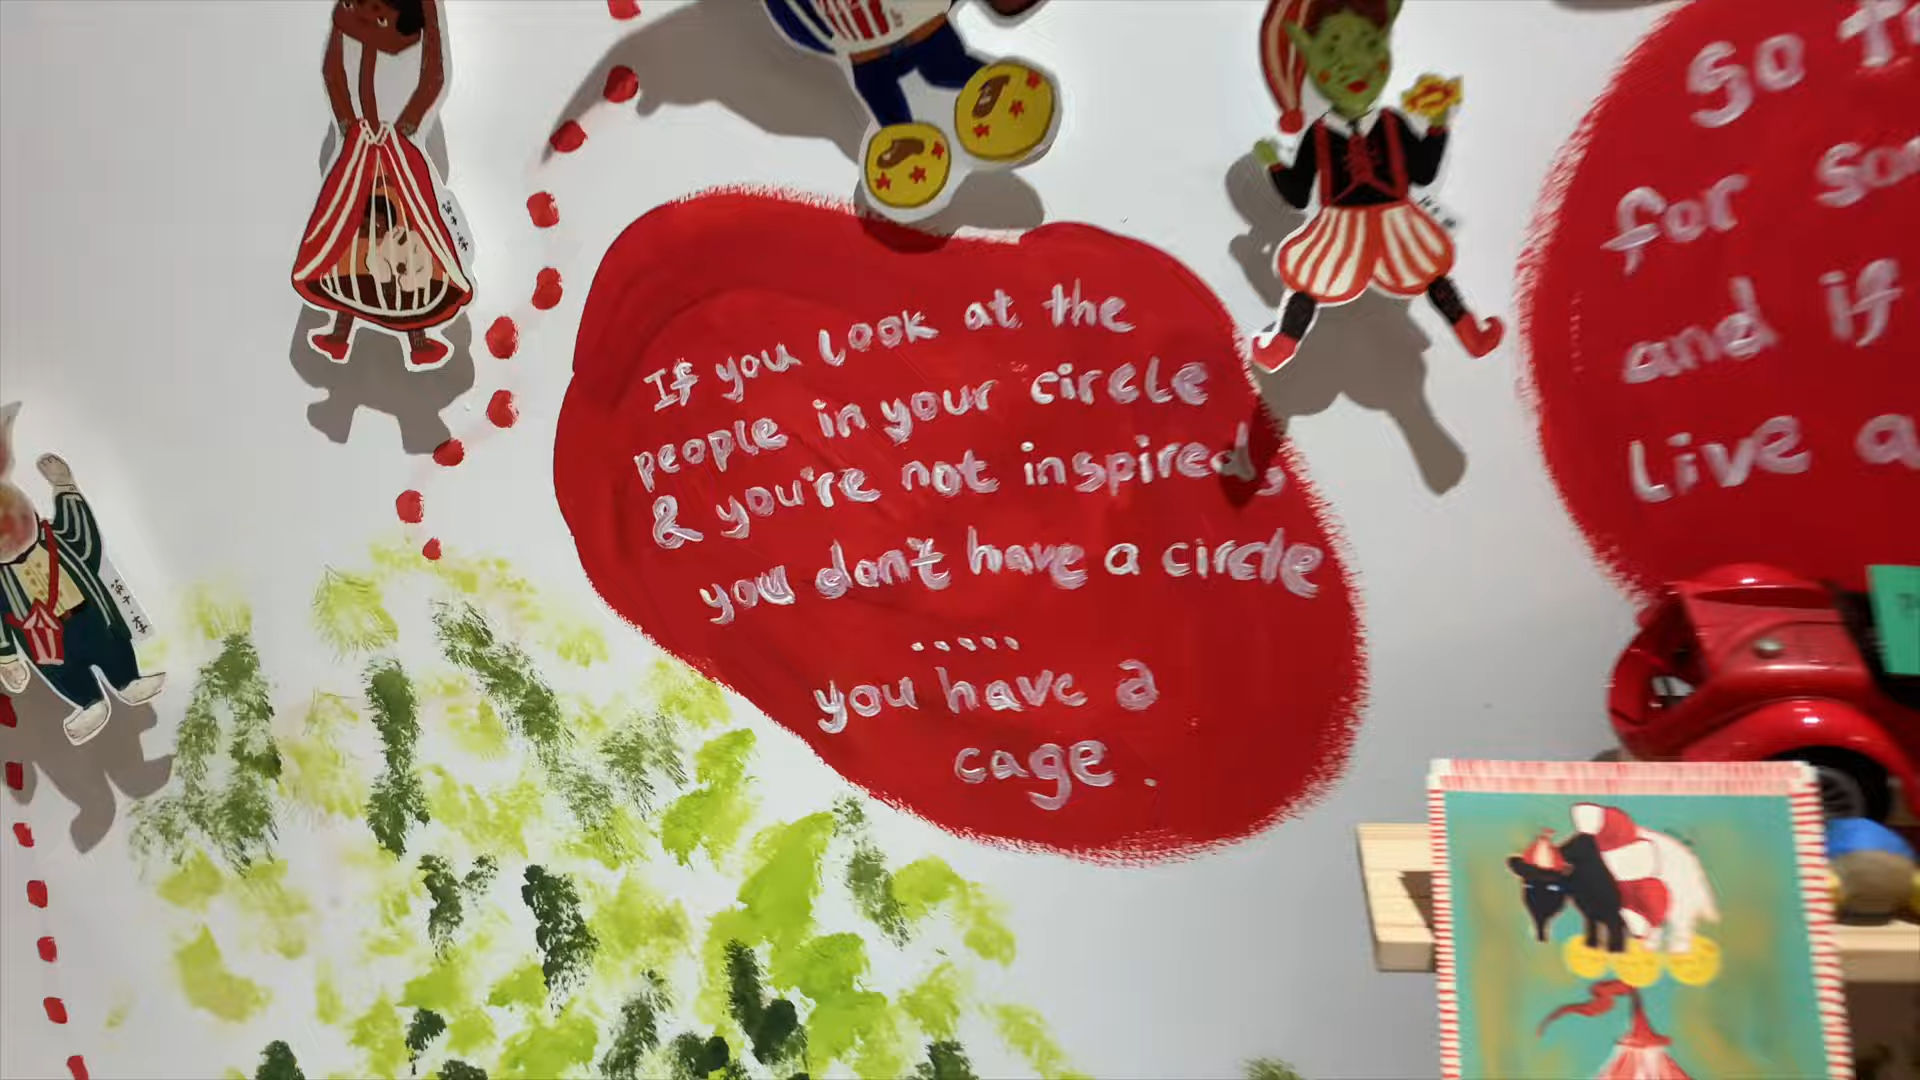 If you look at the
people in your circle
& you're not inspired,
you don't have a circle
.....
you have a
cage.
So
for
and if
live a